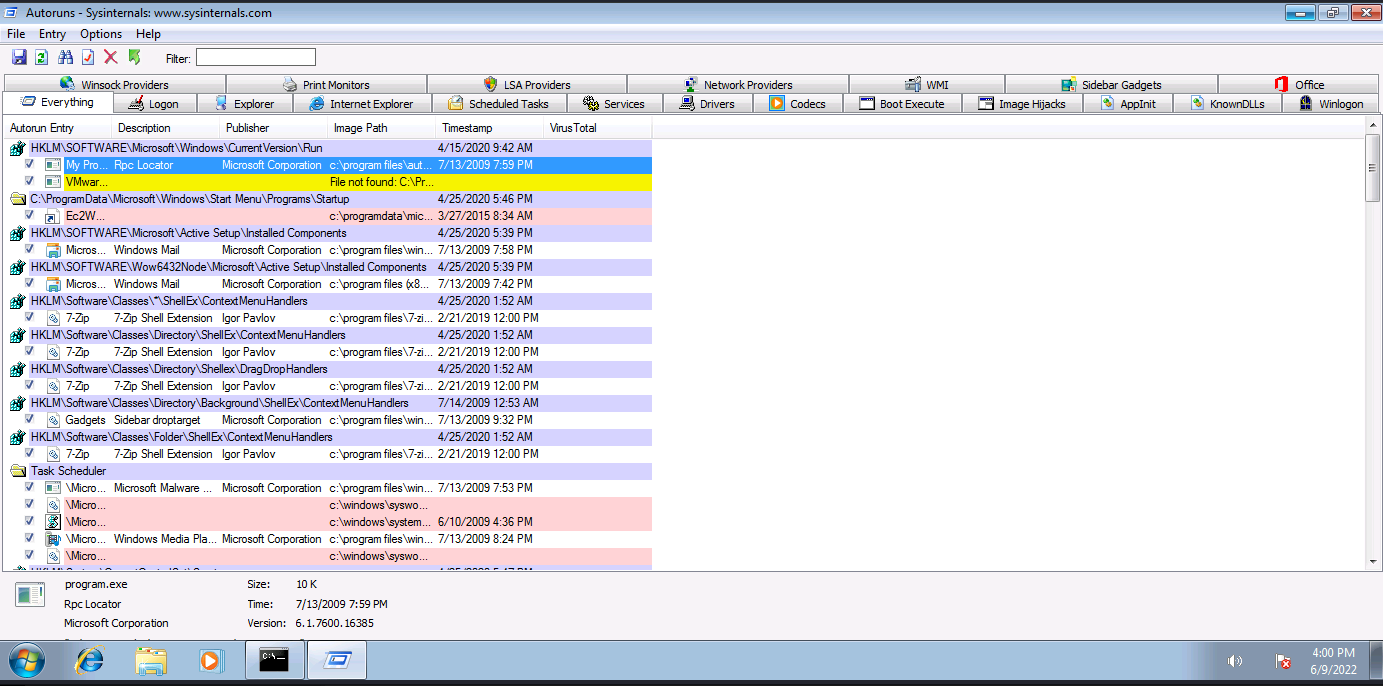 Autoruns - Sysinternals: www.sysinternals.com
File Entry Options Help
Filter:
Winsock Providers Print Monitors LSA Providers Network Providers WMI Sidebar Gadgets Office
Everything Logon Explorer Internet Explorer Scheduled Tasks Services Drivers Codecs Boot Execute Image Hijacks AppInit KnownDLLs Winlogon
Autorun Entry Description Publisher Image Path Timestamp VirusTotal
HKLM\SOFTWARE\Microsoft\Windows\CurrentVersion\Run 4/15/2020 9:42 AM
My Pro... Rpc Locator Microsoft Corporation c:\program files\aut... 7/13/2009 7:59 PM
VMwar... File not found: C:\Pr...
C:\ProgramData\Microsoft\Windows\Start Menu\Programs\Startup 4/25/2020 5:46 PM
Ec2W... c:\programdata\mic... 3/27/2015 8:34 AM
HKLM\SOFTWARE\Microsoft\Active Setup\Installed Components 4/25/2020 5:39 PM
Micros... Windows Mail Microsoft Corporation c:\program files\win... 7/13/2009 7:58 PM
HKLM\SOFTWARE\Wow6432Node\Microsoft\Active Setup\Installed Components 4/25/2020 5:39 PM
Micros... Windows Mail Microsoft Corporation c:\program files (x8... 7/13/2009 7:42 PM
HKLM\Software\Classes\*\ShellEx\ContextMenuHandlers 4/25/2020 1:52 AM
7-Zip 7-Zip Shell Extension Igor Pavlov c:\program files\7-zi... 2/21/2019 12:00 PM
HKLM\Software\Classes\Directory\ShellEx\ContextMenuHandlers 4/25/2020 1:52 AM
7-Zip 7-Zip Shell Extension Igor Pavlov c:\program files\7-zi... 2/21/2019 12:00 PM
HKLM\Software\Classes\Directory\Shellex\DragDropHandlers 4/25/2020 1:52 AM
7-Zip 7-Zip Shell Extension Igor Pavlov c:\program files\7-zi... 2/21/2019 12:00 PM
HKLM\Software\Classes\Directory\Background\ShellEx\ContextMenuHandlers 7/14/2009 12:53 AM
Gadgets Sidebar droptarget Microsoft Corporation c:\program files\win... 7/13/2009 9:32 PM
HKLM\Software\Classes\Folder\ShellEx\ContextMenuHandlers 4/25/2020 1:52 AM
7-Zip 7-Zip Shell Extension Igor Pavlov c:\program files\7-zi... 2/21/2019 12:00 PM
Task Scheduler
\Micro... Microsoft Malware ... Microsoft Corporation c:\program files\win... 7/13/2009 7:53 PM
\Micro... c:\windows\syswo...
\Micro... c:\windows\system... 6/10/2009 4:36 PM
\Micro... Windows Media Pla... Microsoft Corporation c:\program files\win... 7/13/2009 8:24 PM
\Micro... c:\windows\syswo...
program.exe Size: 10 K
Rpc Locator Time: 7/13/2009 7:59 PM
Microsoft Corporation Version: 6.1.7600.16385
C:\
4:00 PM
6/9/2022